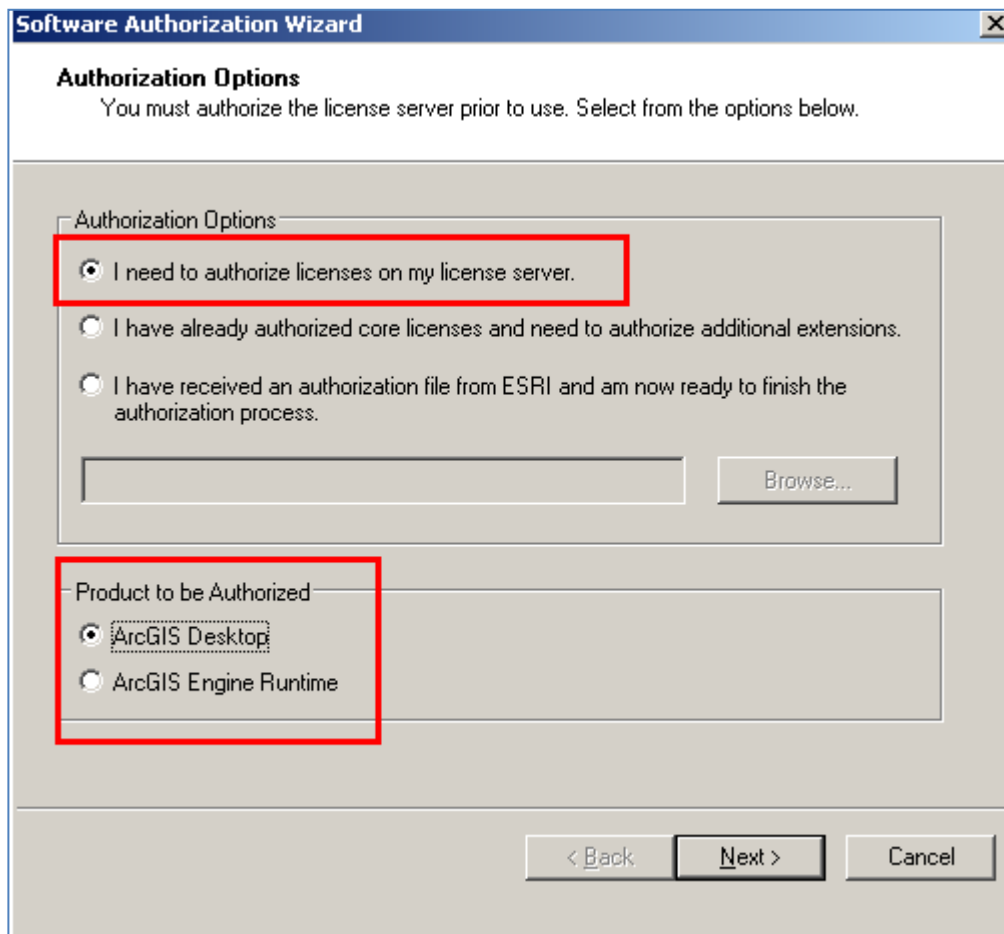 Software Authorization Wizard
Authorization Options
You must authorize the license server prior to use. Select from the options below.
Authorization Options
I need to authorize licenses on my license server.
I have already authorized core licenses and need to authorize additional extensions.
I have received an authorization file from ESRI and am now ready to finish the
authorization process.
Browse...
Product to be Authorized
ArcGIS Desktop
ArcGIS Engine Runtime
< Back Next > Cancel